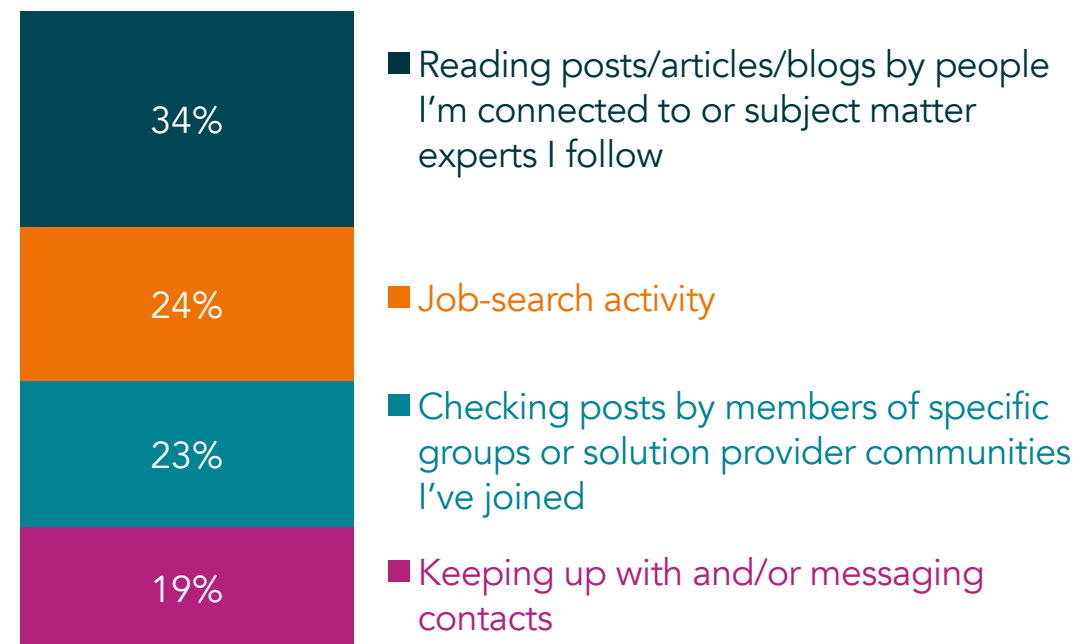 34%
Reading posts/articles/blogs by people
I’m connected to or subject matter
experts I follow
24%
Job-search activity
23%
Checking posts by members of specific
groups or solution provider communities
I’ve joined
19%
Keeping up with and/or messaging
contacts